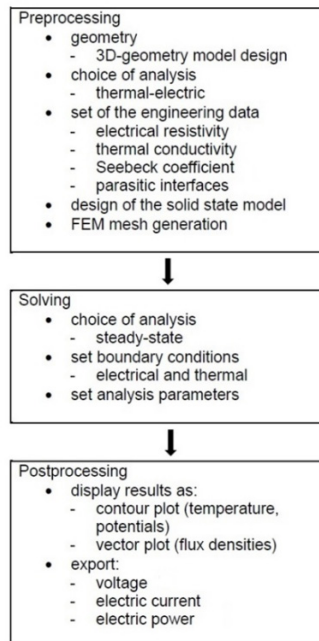 Preprocessing
• geometry
- 3D-geometry model design
• choice of analysis
- thermal-electric
• set of the engineering data
- electrical resistivity
- thermal conductivity
- Seebeck coefficient
- parasitic interfaces
• design of the solid state model
• FEM mesh generation
Solving
• choice of analysis
- steady-state
• set boundary conditions
- electrical and thermal
• set analysis parameters
Postprocessing
• display results as:
- contour plot (temperature,
potentials)
- vector plot (flux densities)
• export:
- voltage
- electric current
- electric power